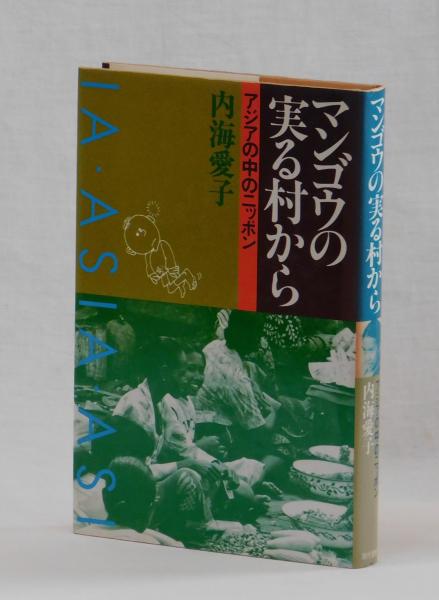 マンゴウの
実る村から
アジアの中のニッポン
内海愛子
IA・ASIA・ASI
マンゴウの実る村から
内海愛子